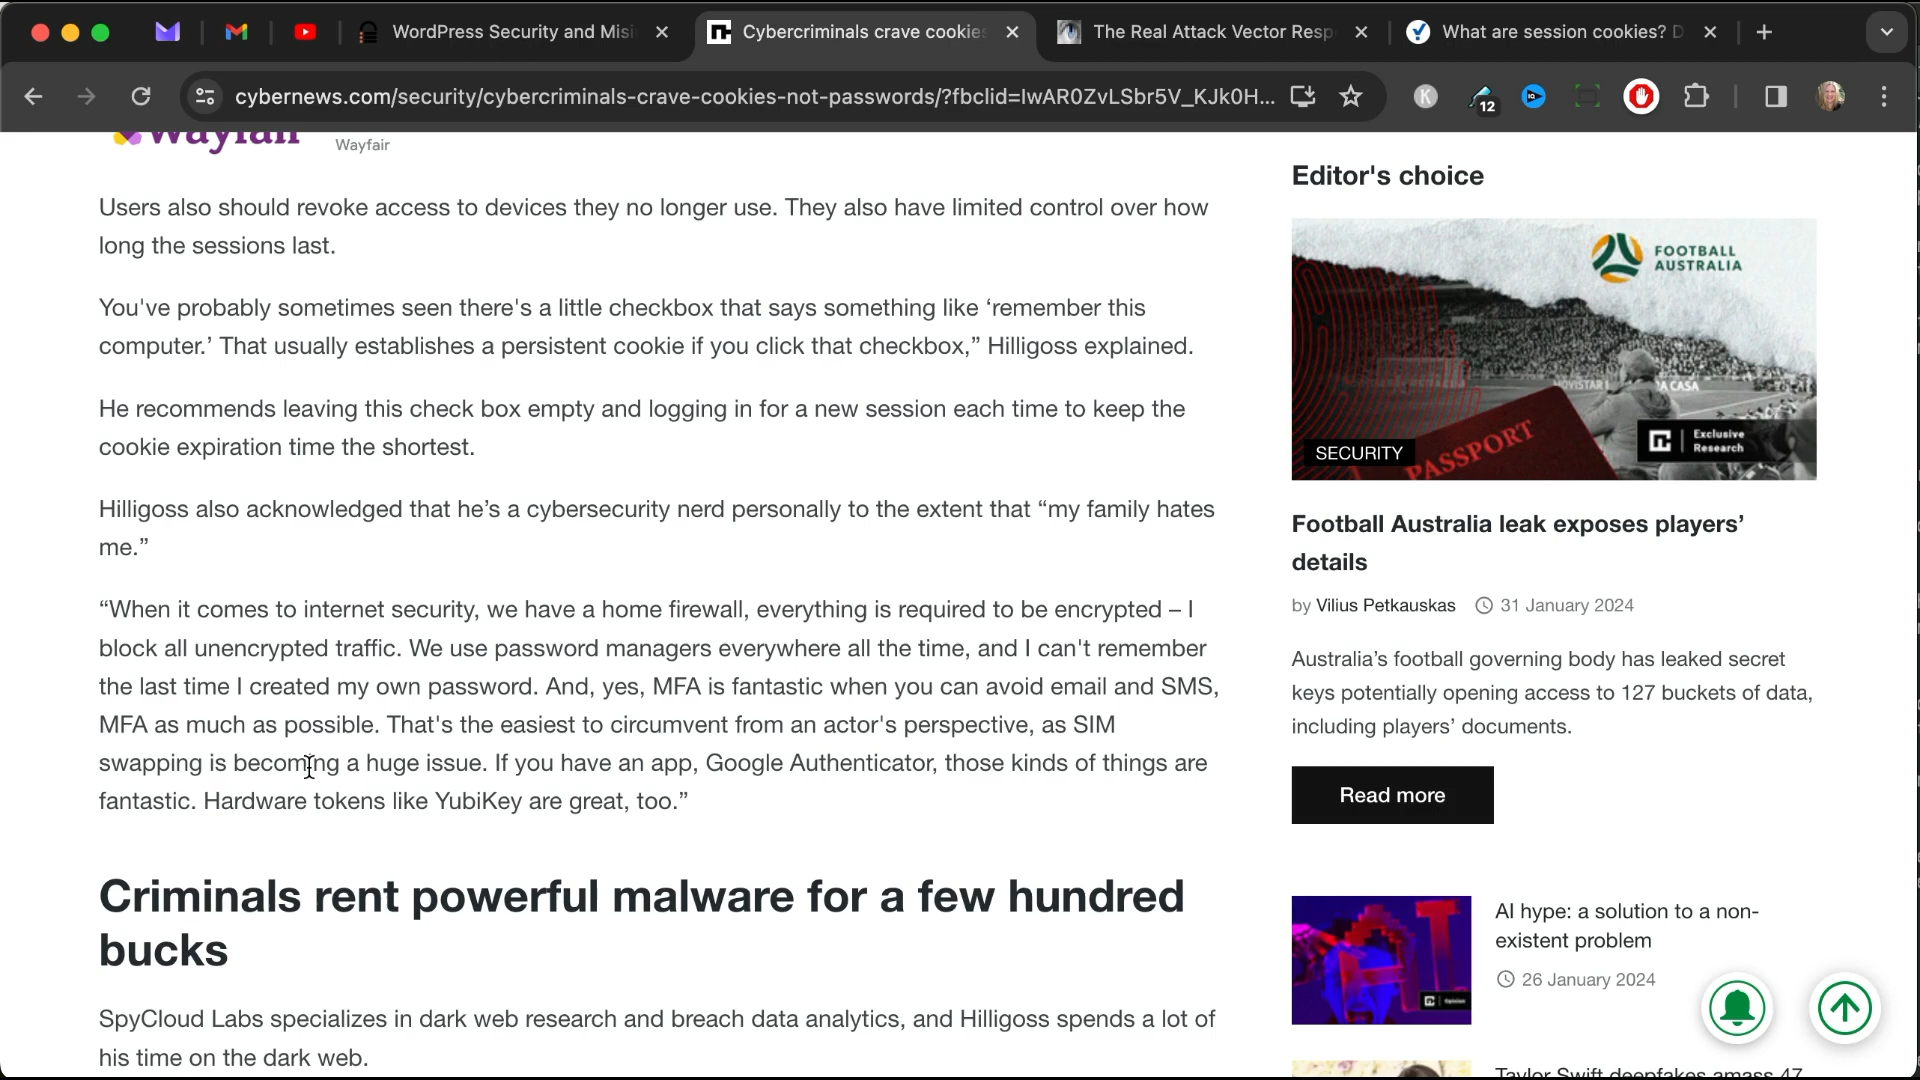 WordPress Security and Misi
Cybercriminals crave cookies
The Real Attack Vector Resp
What are session cookies? D
cybernews.com/security/cybercriminals-crave-cookies-not-passwords/?fbclid=IwAR0ZvLSbr5V_KJk0H...
K
12
wayfair
Wayfair
Users also should revoke access to devices they no longer use. They also have limited control over how
long the sessions last.
You've probably sometimes seen there's a little checkbox that says something like ‘remember this
computer.’ That usually establishes a persistent cookie if you click that checkbox,” Hilligoss explained.
He recommends leaving this check box empty and logging in for a new session each time to keep the
cookie expiration time the shortest.
Hilligoss also acknowledged that he’s a cybersecurity nerd personally to the extent that “my family hates
me.”
“When it comes to internet security, we have a home firewall, everything is required to be encrypted – I
block all unencrypted traffic. We use password managers everywhere all the time, and I can't remember
the last time I created my own password. And, yes, MFA is fantastic when you can avoid email and SMS,
MFA as much as possible. That's the easiest to circumvent from an actor's perspective, as SIM
swapping is becoming a huge issue. If you have an app, Google Authenticator, those kinds of things are
fantastic. Hardware tokens like YubiKey are great, too.”
Criminals rent powerful malware for a few hundred
bucks
SpyCloud Labs specializes in dark web research and breach data analytics, and Hilligoss spends a lot of
his time on the dark web.
Editor's choice
FOOTBALL
AUSTRALIA
MOVISTAR
A CASA
PASSPORT
SECURITY
Exclusive
Research
Football Australia leak exposes players’
details
by Vilius Petkauskas 31 January 2024
Australia’s football governing body has leaked secret
keys potentially opening access to 127 buckets of data,
including players’ documents.
Read more
Opinion
AI hype: a solution to a non-
existent problem
26 January 2024
Taylor Swift deepfakes amass 47